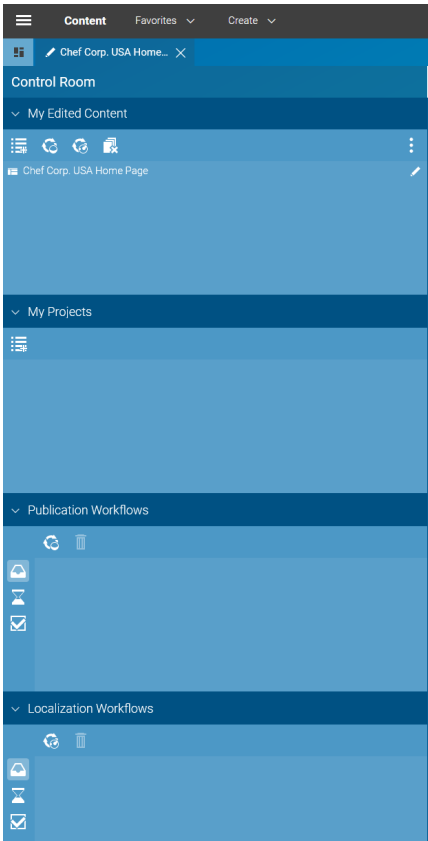 Content Favorites Create
Chef Corp. USA Home...
Control Room
My Edited Content
Chef Corp. USA Home Page
My Projects
Publication Workflows
Localization Workflows